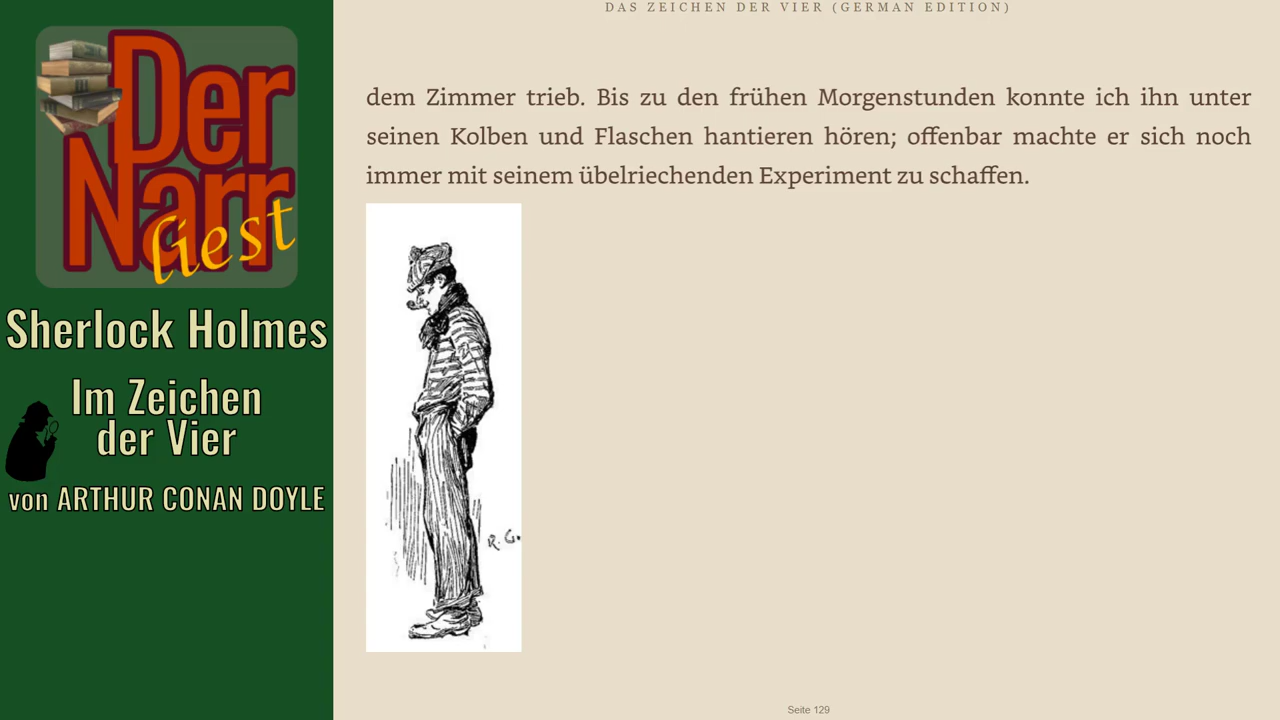 Der
Narr
liest
Sherlock Holmes
Im Zeichen
der Vier
von ARTHUR CONAN DOYLE
DAS ZEICHEN DER VIER (GERMAN EDITION)
dem Zimmer trieb. Bis zu den frühen Morgenstunden konnte ich ihn unter
seinen Kolben und Flaschen hantieren hören; offenbar machte er sich noch
immer mit seinem übelriechenden Experiment zu schaffen.
R. G.
Seite 129